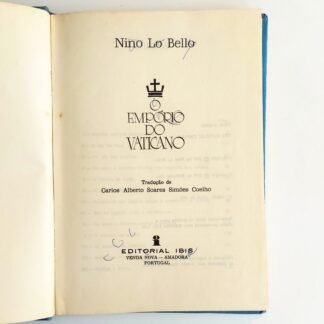 Nino Lo Bello
O
EMPÓRIO
DO
VATICANO
Tradução de
Carlos Alberto Soares Simões Coelho
EDITORIAL IBIS
VENDA NOVA — AMADORA
PORTUGAL